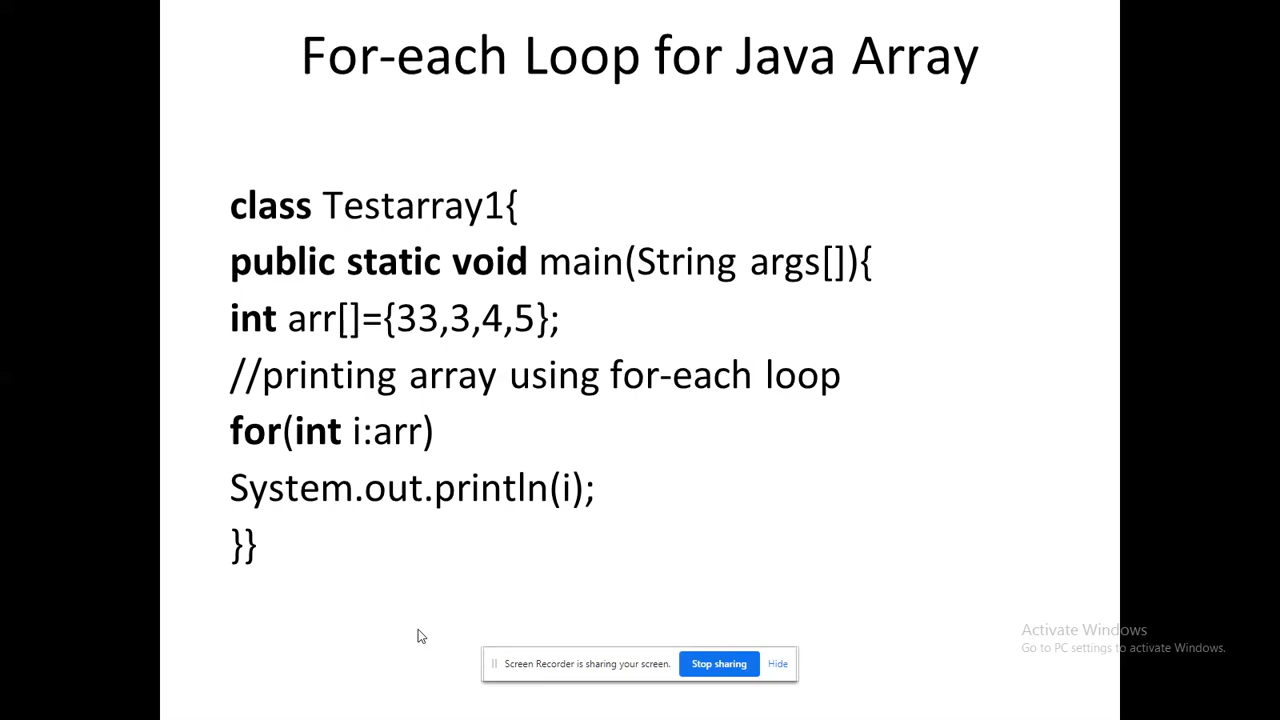 For-each Loop for Java Array
class Testarray1{
public static void main(String args[]){
int arr[]={33,3,4,5};
//printing array using for-each loop
for(int i:arr)
System.out.println(i);
}}
Activate Windows
Go to PC settings to activate Windows.
Screen Recorder is sharing your screen. Stop sharing Hide